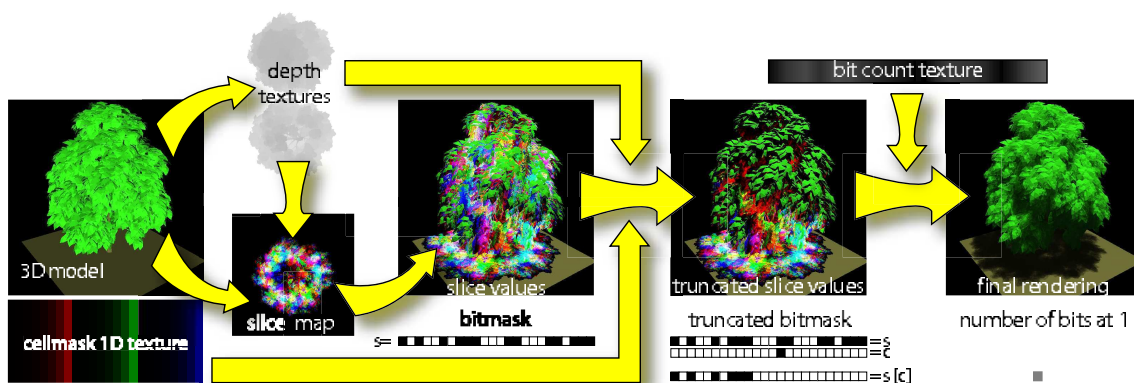 depth
textures
bit count texture
3D model
slice map
slice values
truncated slice values
final rendering
cellmask 1D texture
bitmask
truncated bitmask
number of bits at 1
s=
=s
=c
=s [c]